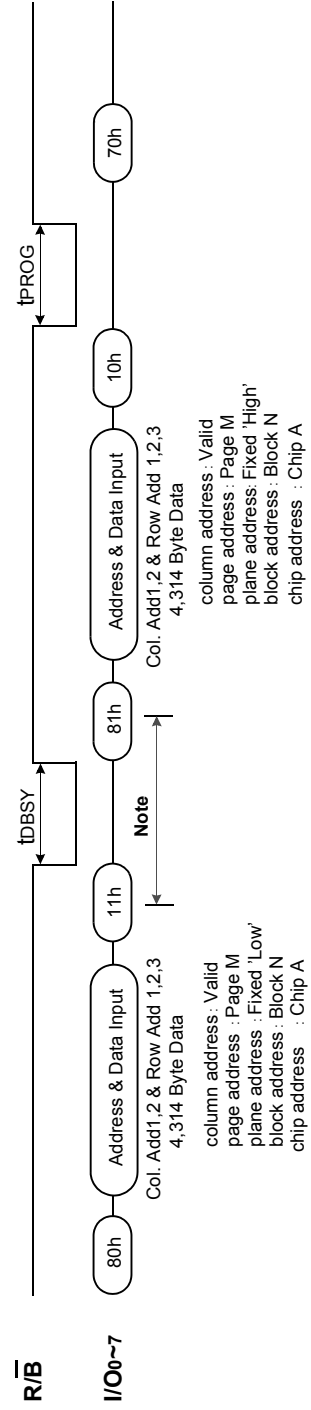 R/B
tDBSY
tPROG
I/O0~7
80h
Address & Data Input
11h
81h
Address & Data Input
10h
70h
Note
Col. Add1,2 & Row Add 1,2,3
4,314 Byte Data
column address : Valid
page address : Page M
plane address : Fixed 'Low'
block address : Block N
chip address : Chip A
Col. Add1,2 & Row Add 1,2,3
4,314 Byte Data
column address : Valid
page address : Page M
plane address: Fixed 'High'
block address : Block N
chip address : Chip A